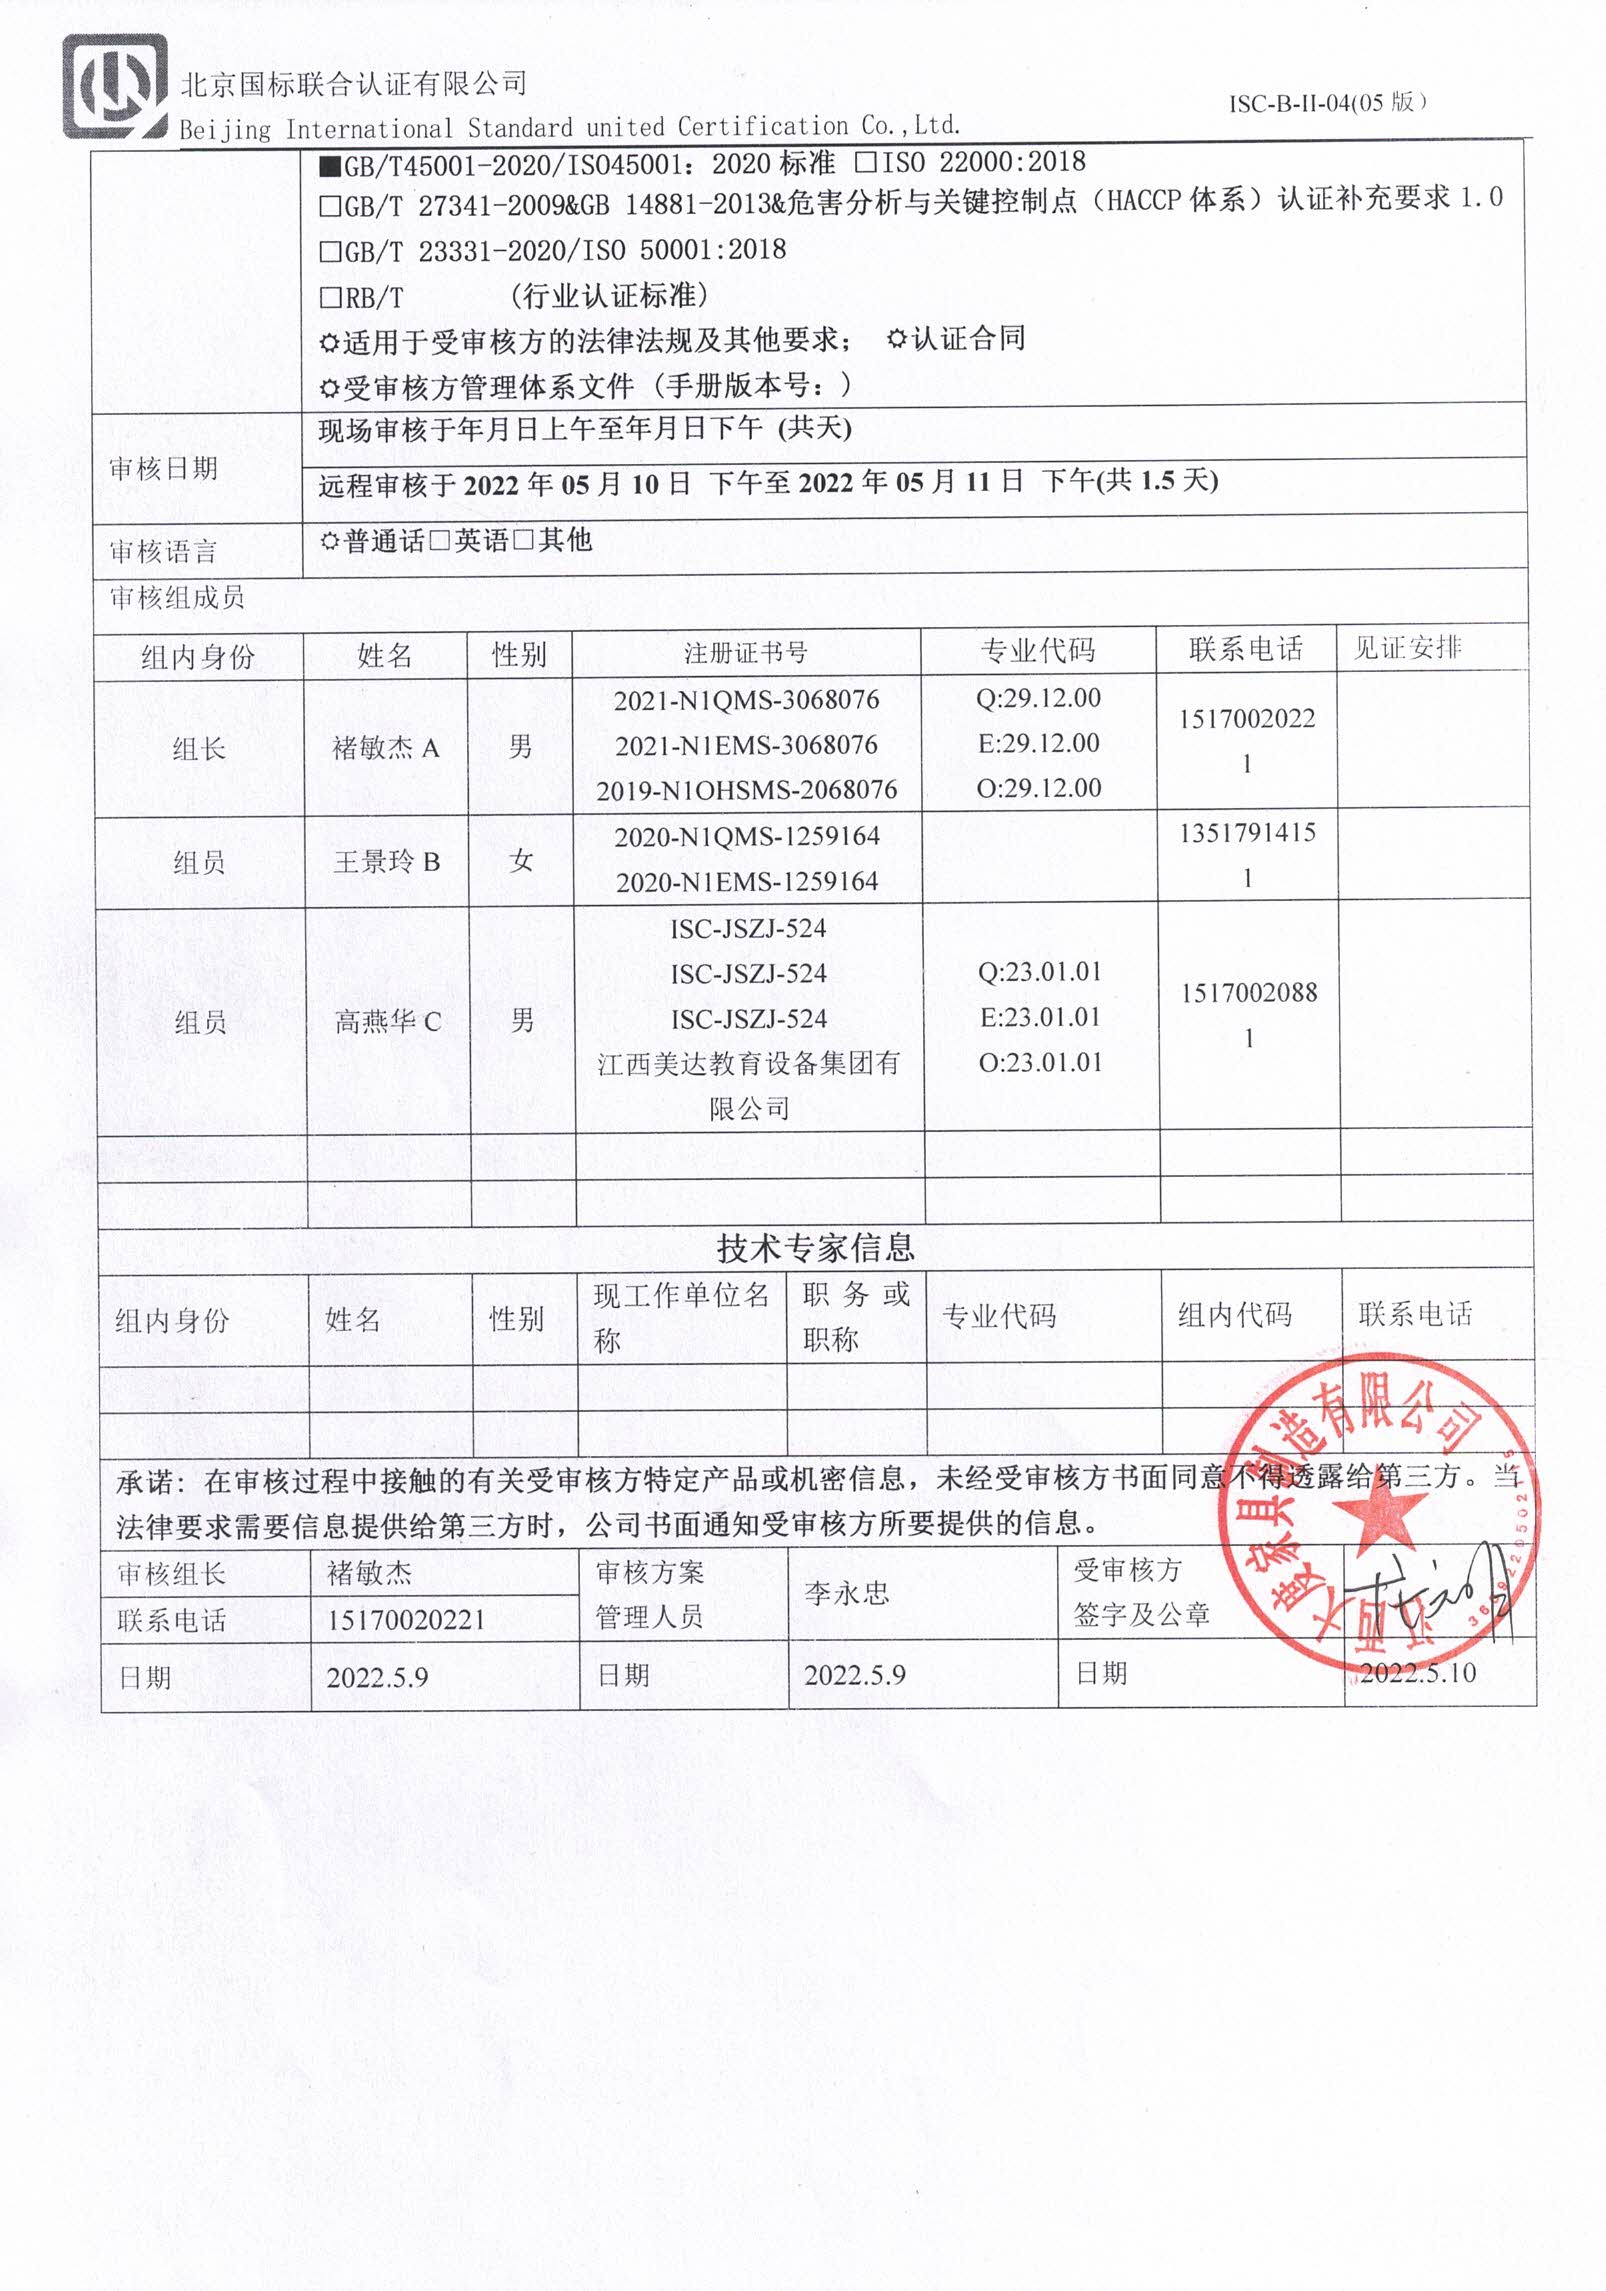 北京国标联合认证有限公司
Beijing International Standard united Certification Co.,Ltd.
ISC-B-II-04(05 版)
■GB/T45001-2020/ISO45001: 2020 标准 □ISO 22000:2018
□GB/T 27341-2009&GB 14881-2013&危害分析与关键控制点（HACCP 体系）认证补充要求 1.0
□GB/T 23331-2020/ISO 50001:2018
□RB/T (行业认证标准)
✡适用于受审核方的法律法规及其他要求； ✡认证合同
✡受审核方管理体系文件（手册版本号：）
审核日期
现场审核于年月日上午至年月日下午 (共天)
远程审核于 2022 年 05 月 10 日 下午至 2022 年 05 月 11 日 下午(共 1.5 天)
审核语言
✡普通话□英语□其他
审核组成员
组内身份 姓名 性别 注册证书号 专业代码 联系电话 见证安排
组长 褚敏杰 A 男
2021-N1QMS-3068076
2021-N1EMS-3068076
2019-N1OHSMS-2068076
Q:29.12.00
E:29.12.00
O:29.12.00
1517002022
1
组员 王景玲 B 女
2020-N1QMS-1259164
2020-N1EMS-1259164
1351791415
1
组员 高燕华 C 男
ISC-JSZJ-524
ISC-JSZJ-524
ISC-JSZJ-524
江西美达教育设备集团有
限公司
Q:23.01.01
E:23.01.01
O:23.01.01
1517002088
1
技术专家信息
组内身份 姓名 性别
现工作单位名
称
职 务 或
职称
专业代码 组内代码 联系电话
承诺：在审核过程中接触的有关受审核方特定产品或机密信息，未经受审核方书面同意不得透露给第三方。当
法律要求需要信息提供给第三方时，公司书面通知受审核方所要提供的信息。
审核组长 褚敏杰
联系电话 15170020221
审核方案
管理人员
李永忠
受审核方
签字及公章
日期 2022.5.9 日期 2022.5.9 日期 2022.5.10